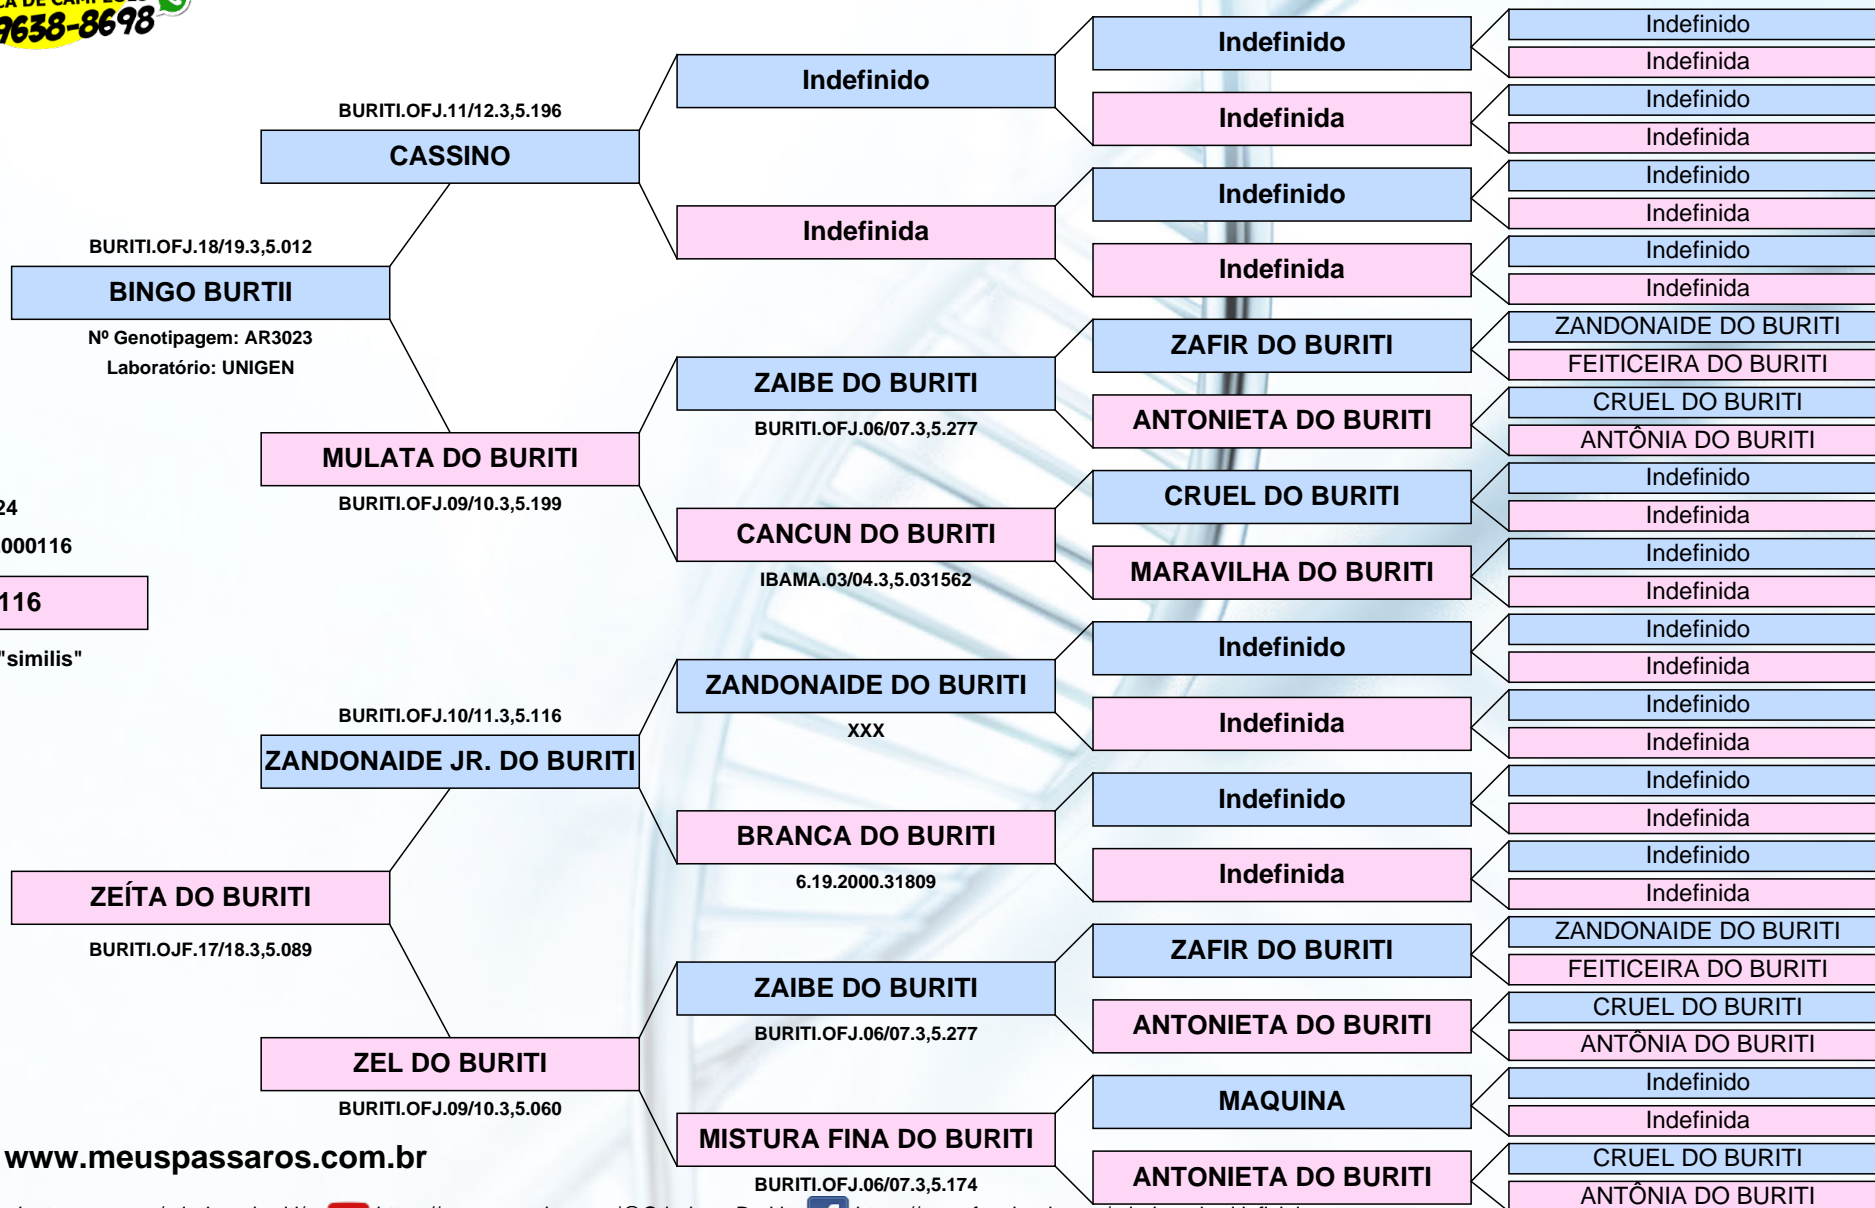 9638-8698
BURITI.OFJ.18/19.3,5.012
BINGO BURTII
Nº Genotipagem: AR3023
Laboratório: UNIGEN
24
000116
116
"similis"
ZEÍTA DO BURITI
BURITI.OJF.17/18.3,5.089
BURITI.OFJ.11/12.3,5.196
CASSINO
MULATA DO BURITI
BURITI.OFJ.09/10.3,5.199
BURITI.OFJ.10/11.3,5.116
ZANDONAIDE JR. DO BURITI
ZEL DO BURITI
BURITI.OFJ.09/10.3,5.060
Indefinido
Indefinida
ZAIBE DO BURITI
BURITI.OFJ.06/07.3,5.277
CANCUN DO BURITI
IBAMA.03/04.3,5.031562
ZANDONAIDE DO BURITI
XXX
BRANCA DO BURITI
6.19.2000.31809
ZAIBE DO BURITI
BURITI.OFJ.06/07.3,5.277
MISTURA FINA DO BURITI
BURITI.OFJ.06/07.3,5.174
Indefinido
Indefinida
Indefinido
Indefinida
ZAFIR DO BURITI
ANTONIETA DO BURITI
CRUEL DO BURITI
MARAVILHA DO BURITI
Indefinido
Indefinida
Indefinido
Indefinida
ZAFIR DO BURITI
ANTONIETA DO BURITI
MAQUINA
ANTONIETA DO BURITI
Indefinido
Indefinida
Indefinido
Indefinida
Indefinido
Indefinida
Indefinido
Indefinida
ZANDONAIDE DO BURITI
FEITICEIRA DO BURITI
CRUEL DO BURITI
ANTÔNIA DO BURITI
Indefinido
Indefinida
Indefinido
Indefinida
Indefinido
Indefinida
Indefinido
Indefinida
Indefinido
Indefinida
Indefinido
Indefinida
ZANDONAIDE DO BURITI
FEITICEIRA DO BURITI
CRUEL DO BURITI
ANTÔNIA DO BURITI
Indefinido
Indefinida
CRUEL DO BURITI
ANTÔNIA DO BURITI
www.meuspassaros.com.br